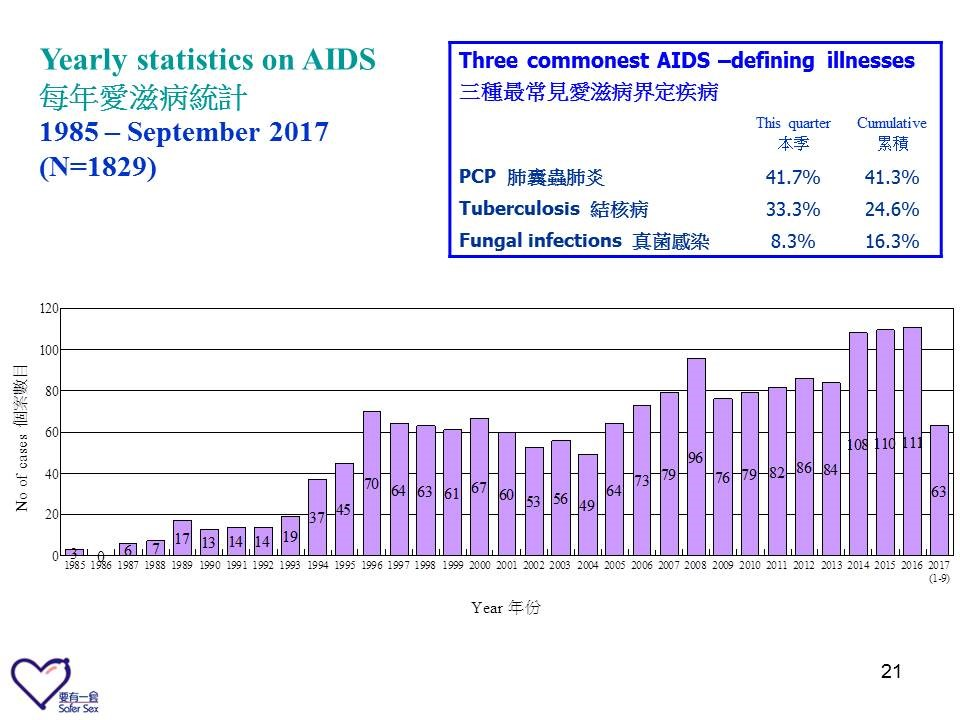 Yearly statistics on AIDS
每年愛滋病統計
1985 – September 2017
(N=1829)
Three commonest AIDS –defining illnesses
三種最常見愛滋病界定疾病
This quarter Cumulative
本季 累積
PCP 肺囊蟲肺炎 41.7% 41.3%
Tuberculosis 結核病 33.3% 24.6%
Fungal infections 真菌感染 8.3% 16.3%
No of cases 個案數目
120
100
80
60
40
20
0
3 0 6 7 17 13 14 14 19 37 45 70 64 63 61 67 60 53 56 49 64 73 79 96 76 79 82 86 84 108 110 111 63
1985 1986 1987 1988 1989 1990 1991 1992 1993 1994 1995 1996 1997 1998 1999 2000 2001 2002 2003 2004 2005 2006 2007 2008 2009 2010 2011 2012 2013 2014 2015 2016 2017
(1-9)
Year 年份
要有一套
Safer Sex
21